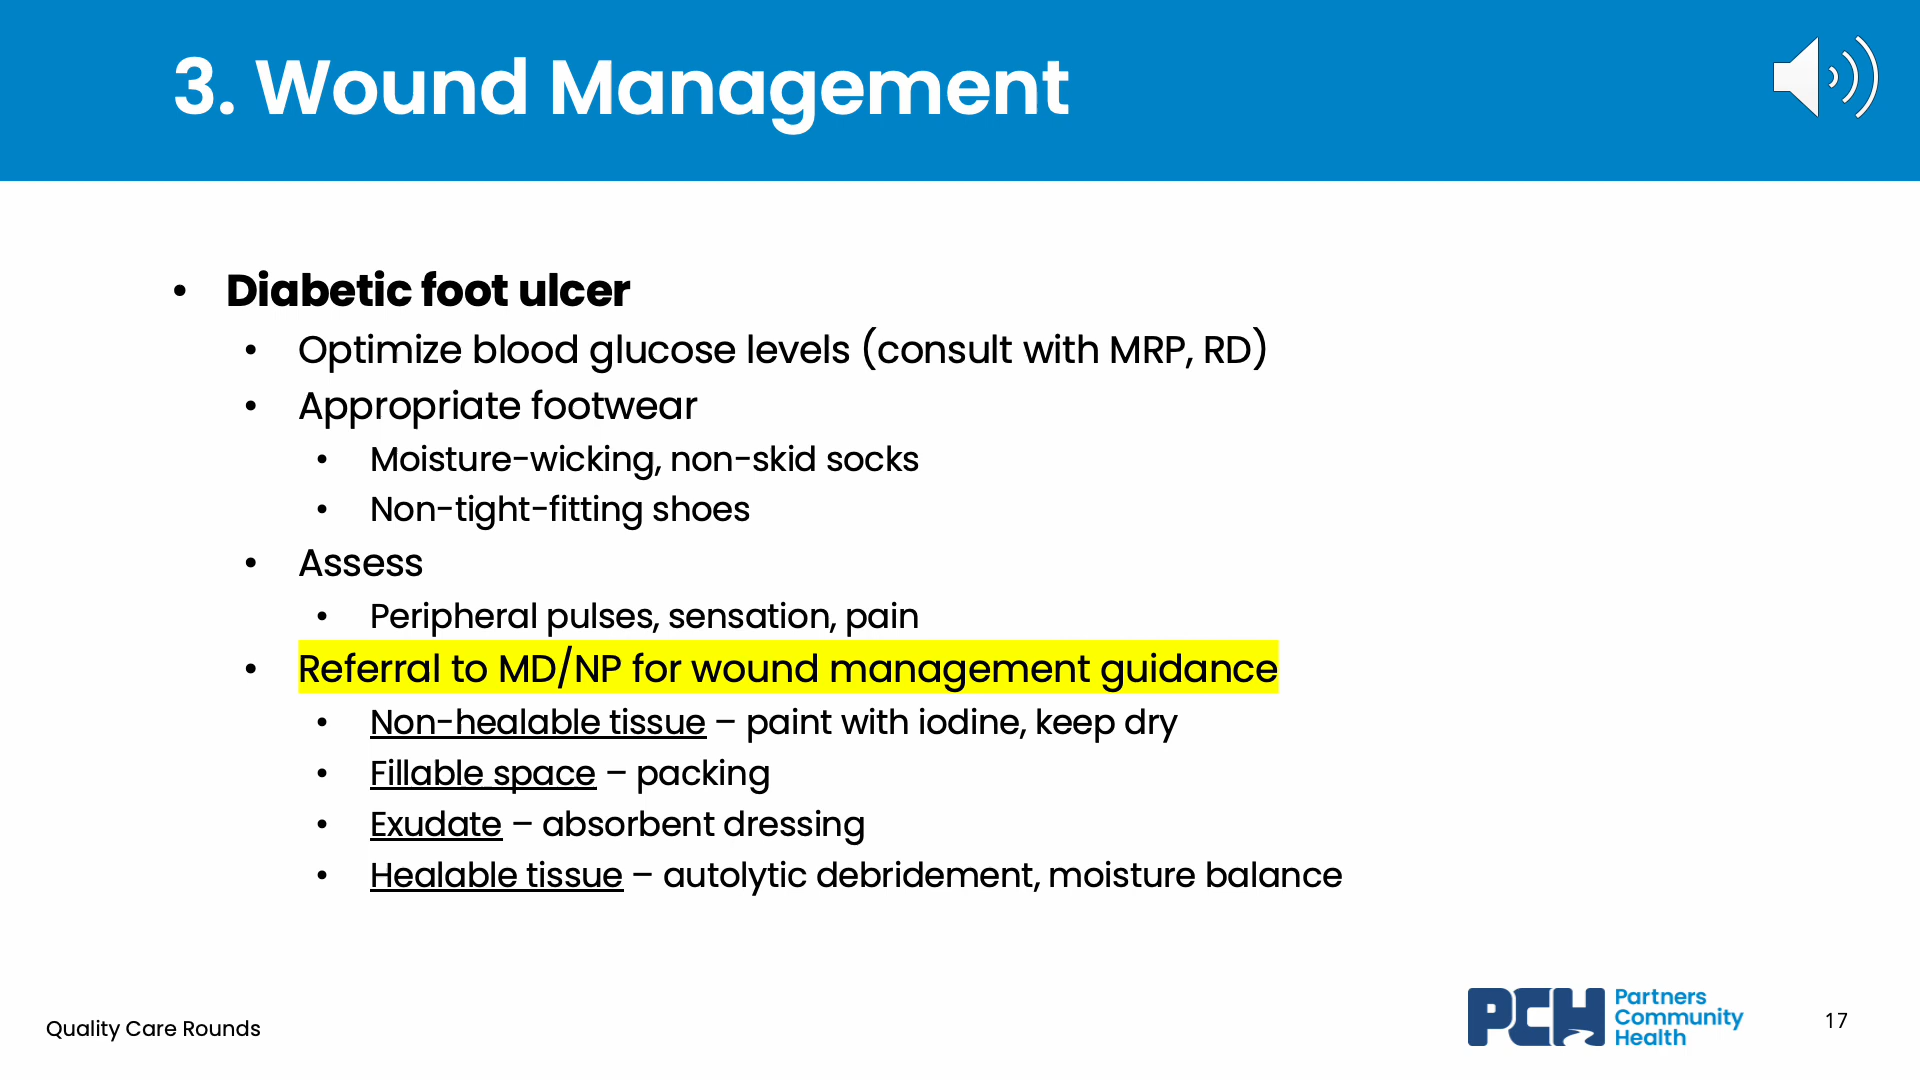 3. Wound Management
• Diabetic foot ulcer
• Optimize blood glucose levels (consult with MRP, RD)
• Appropriate footwear
• Moisture-wicking, non-skid socks
• Non-tight-fitting shoes
• Assess
• Peripheral pulses, sensation, pain
• Referral to MD/NP for wound management guidance
• Non-healable tissue – paint with iodine, keep dry
• Fillable space – packing
• Exudate – absorbent dressing
• Healable tissue – autolytic debridement, moisture balance
Quality Care Rounds
PCH
Partners
Community
Health
17